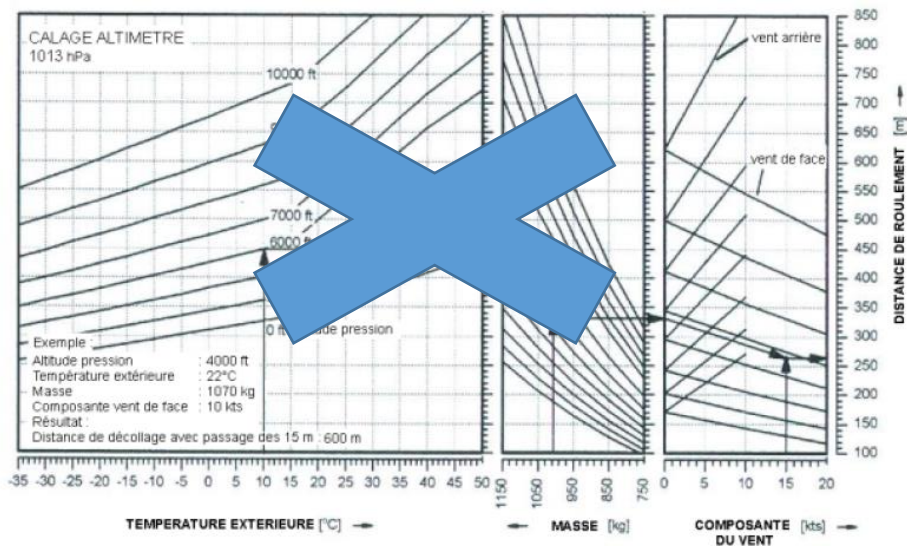 CALAGE ALTIMETRE
1013 hPa
10000 ft
7000 ft
6000 ft
0 ft
pression
Exemple :
Altitude pression : 4000 ft
Température extérieure : 22°C
Masse : 1070 kg
Composante vent de face : 10 kts
Résultat :
Distance de décollage avec passage des 15 m : 600 m
-35 -30 -25 -20 -15 -10 -5 0 5 10 15 20 25 30 35 40 45 50
TEMPERATURE EXTERIEURE [°C]
1150 1050 950 850 750
MASSE [kg]
vent arrière
vent de face
0 5 10 15 20
COMPOSANTE [kts]
DU VENT
850
800
750
700
650
600
550
500
450
400
350
300
250
200
150
100
DISTANCE DE ROULEMENT [m]